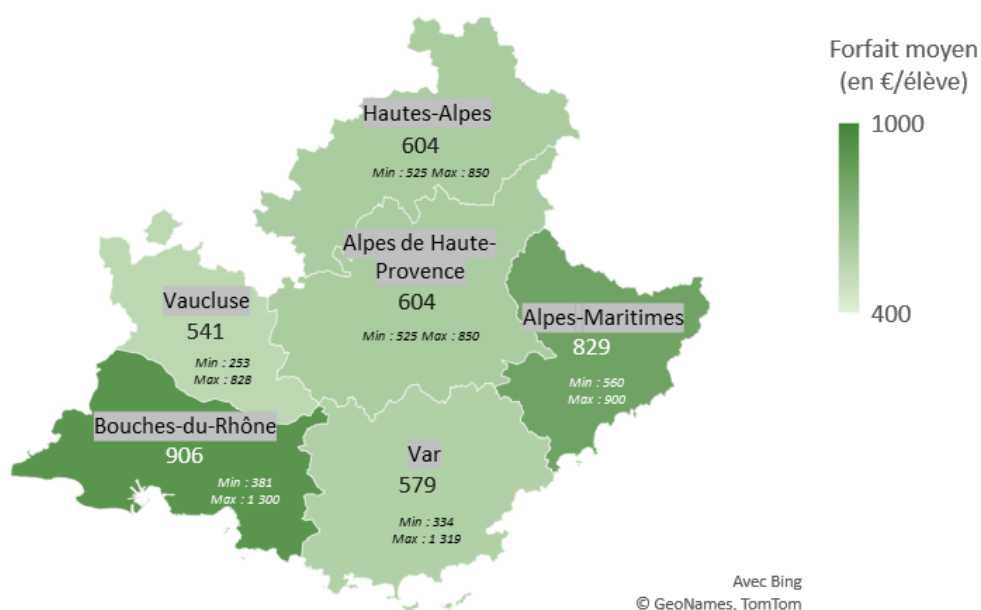 Forfait moyen
(en €/élève)
1000
400
Hautes-Alpes
604
Min : 525 Max : 850
Alpes de Haute-
Provence
604
Min : 525 Max : 850
Vaucluse
541
Min : 253
Max : 828
Alpes-Maritimes
829
Min : 560
Max : 900
Bouches-du-Rhône
906
Min : 381
Max : 1 300
Var
579
Min : 334
Max : 1 319
Avec Bing
© GeoNames, TomTom